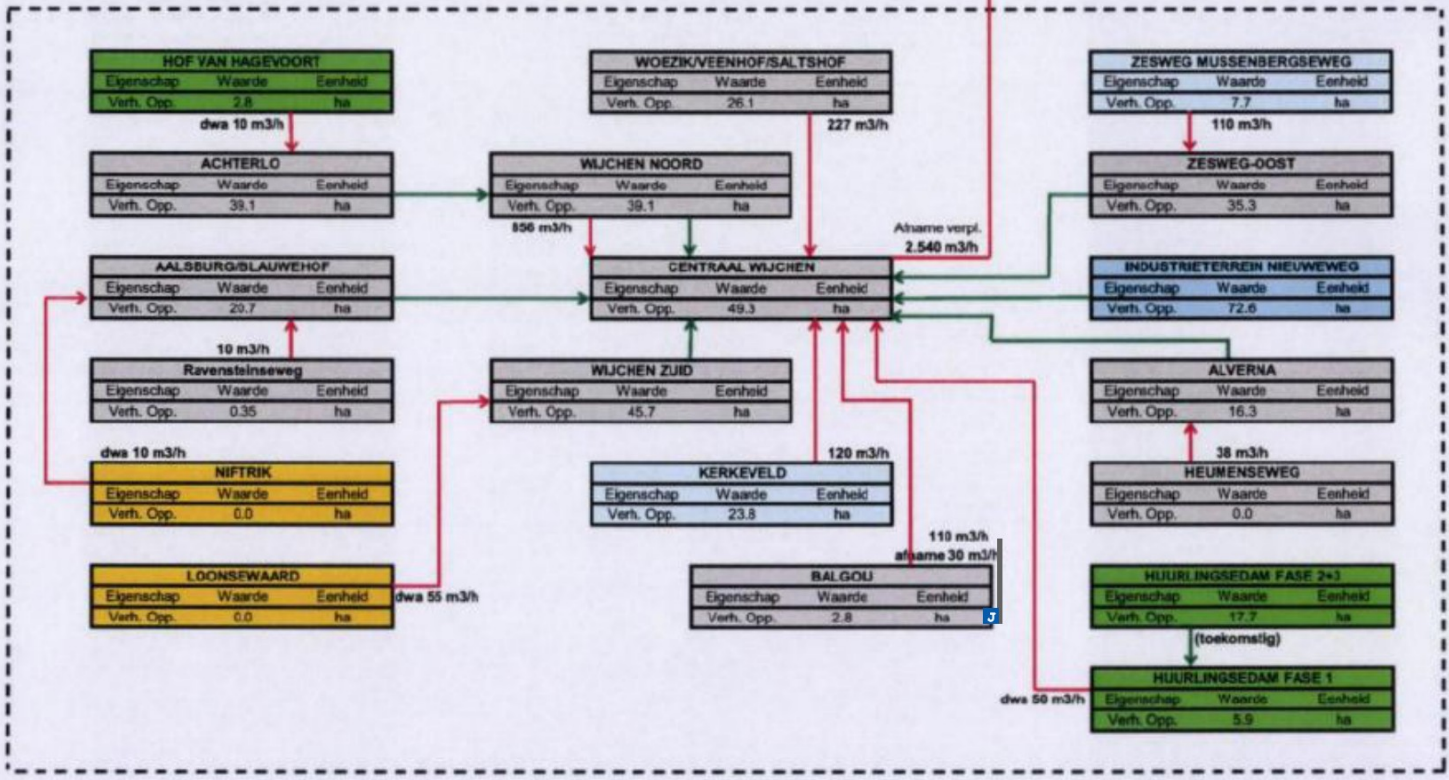 HOF VAN HAGEVOORT
Eigenschap Waarde Eenheid
Verh. Opp. 2.8 ha
dwa 10 m3/h
WOEZIK/VEENHOF/SALTSHOF
Eigenschap Waarde Eenheid
Verh. Opp. 26.1 ha
227 m3/h
ZESWEG MUSSENBERGSEWEG
Eigenschap Waarde Eenheid
Verh. Opp. 7.7 ha
110 m3/h
ACHTERLO
Eigenschap Waarde Eenheid
Verh. Opp. 39.1 ha
WIJCHEN NOORD
Eigenschap Waarde Eenheid
Verh. Opp. 39.1 ha
856 m3/h
ZESWEG-OOST
Eigenschap Waarde Eenheid
Verh. Opp. 35.3 ha
Afname verpl.
2.540 m3/h
AALSBURG/BLAUWEHOF
Eigenschap Waarde Eenheid
Verh. Opp. 20.7 ha
CENTRAAL WIJCHEN
Eigenschap Waarde Eenheid
Verh. Opp. 49.3 ha
INDUSTRIETERREIN NIEUWEWEG
Eigenschap Waarde Eenheid
Verh. Opp. 72.6 ha
10 m3/h
Ravensteinseweg
Eigenschap Waarde Eenheid
Verh. Opp. 0.35 ha
WIJCHEN ZUID
Eigenschap Waarde Eenheid
Verh. Opp. 45.7 ha
ALVERNA
Eigenschap Waarde Eenheid
Verh. Opp. 16.3 ha
dwa 10 m3/h
NIFTRIK
Eigenschap Waarde Eenheid
Verh. Opp. 0.0 ha
120 m3/h
KERKEVELD
Eigenschap Waarde Eenheid
Verh. Opp. 23.8 ha
38 m3/h
HEUMENSEWEG
Eigenschap Waarde Eenheid
Verh. Opp. 0.0 ha
LOONSEWAARD
Eigenschap Waarde Eenheid
Verh. Opp. 0.0 ha
dwa 55 m3/h
110 m3/h
afname 30 m3/h
BALGOIJ
Eigenschap Waarde Eenheid
Verh. Opp. 2.8 ha
J
HUURLINGSEDAM FASE 2+3
Eigenschap Waarde Eenheid
Verh. Opp. 17.7 ha
(toekomstig)
dwa 50 m3/h
HUURLINGSEDAM FASE 1
Eigenschap Waarde Eenheid
Verh. Opp. 5.9 ha